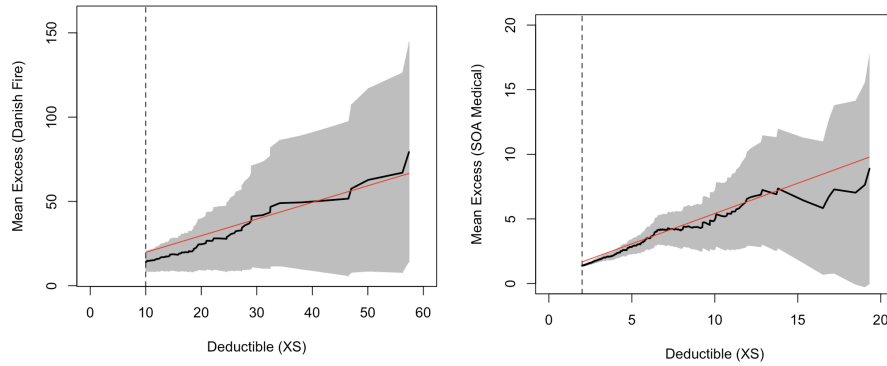 Mean Excess (Danish Fire)
150
100
50
0
0 10 20 30 40 50 60
Deductible (XS)
Mean Excess (SOA Medical)
20
15
10
5
0
0 5 10 15 20
Deductible (XS)